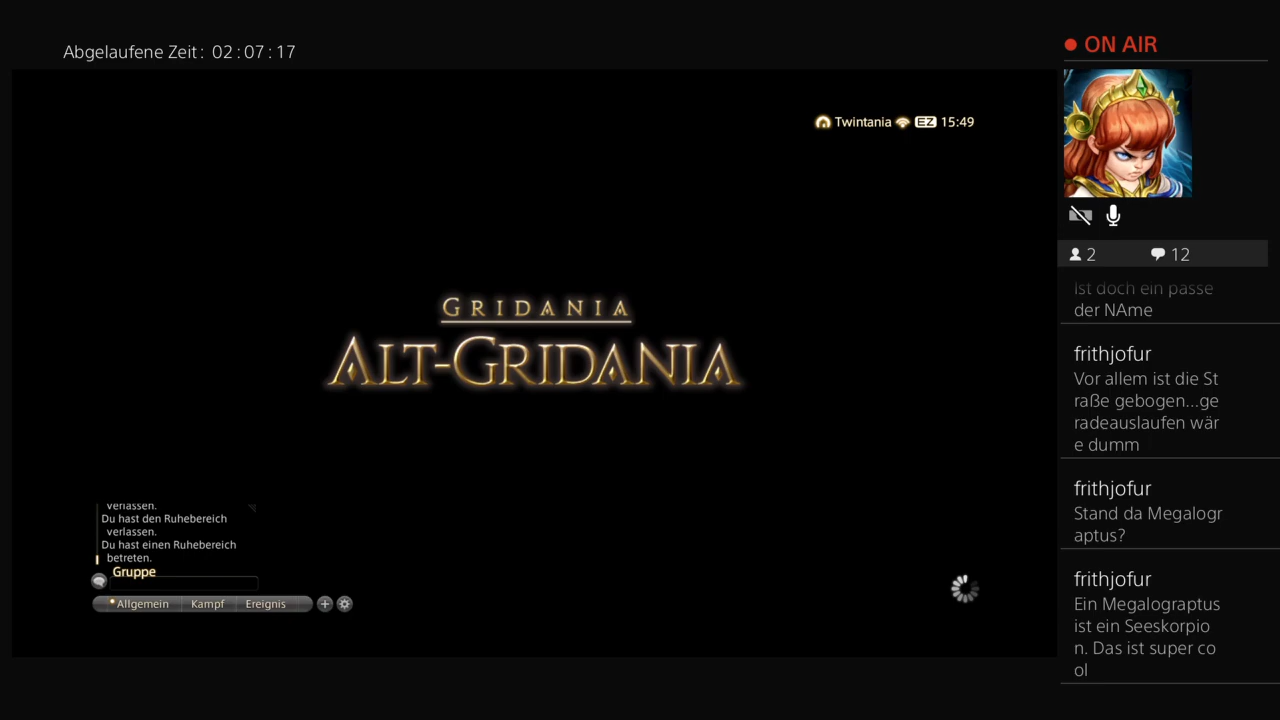 Abgelaufene Zeit: 02:07:17
ON AIR
Twintania EZ 15:49
2 12
GRIDANIA
ALT-GRIDANIA
Ist doch ein passe
der NAme
frithjofur
Vor allem ist die St
raße gebogen...ge
radeauslaufen wär
e dumm
frithjofur
Stand da Megalogr
aptus?
frithjofur
Ein Megalograptus
ist ein Seeskorpio
n. Das ist super co
ol
verlassen.
Du hast den Ruhebereich
verlassen.
Du hast einen Ruhebereich
betreten.
Gruppe
Allgemein Kampf Ereignis